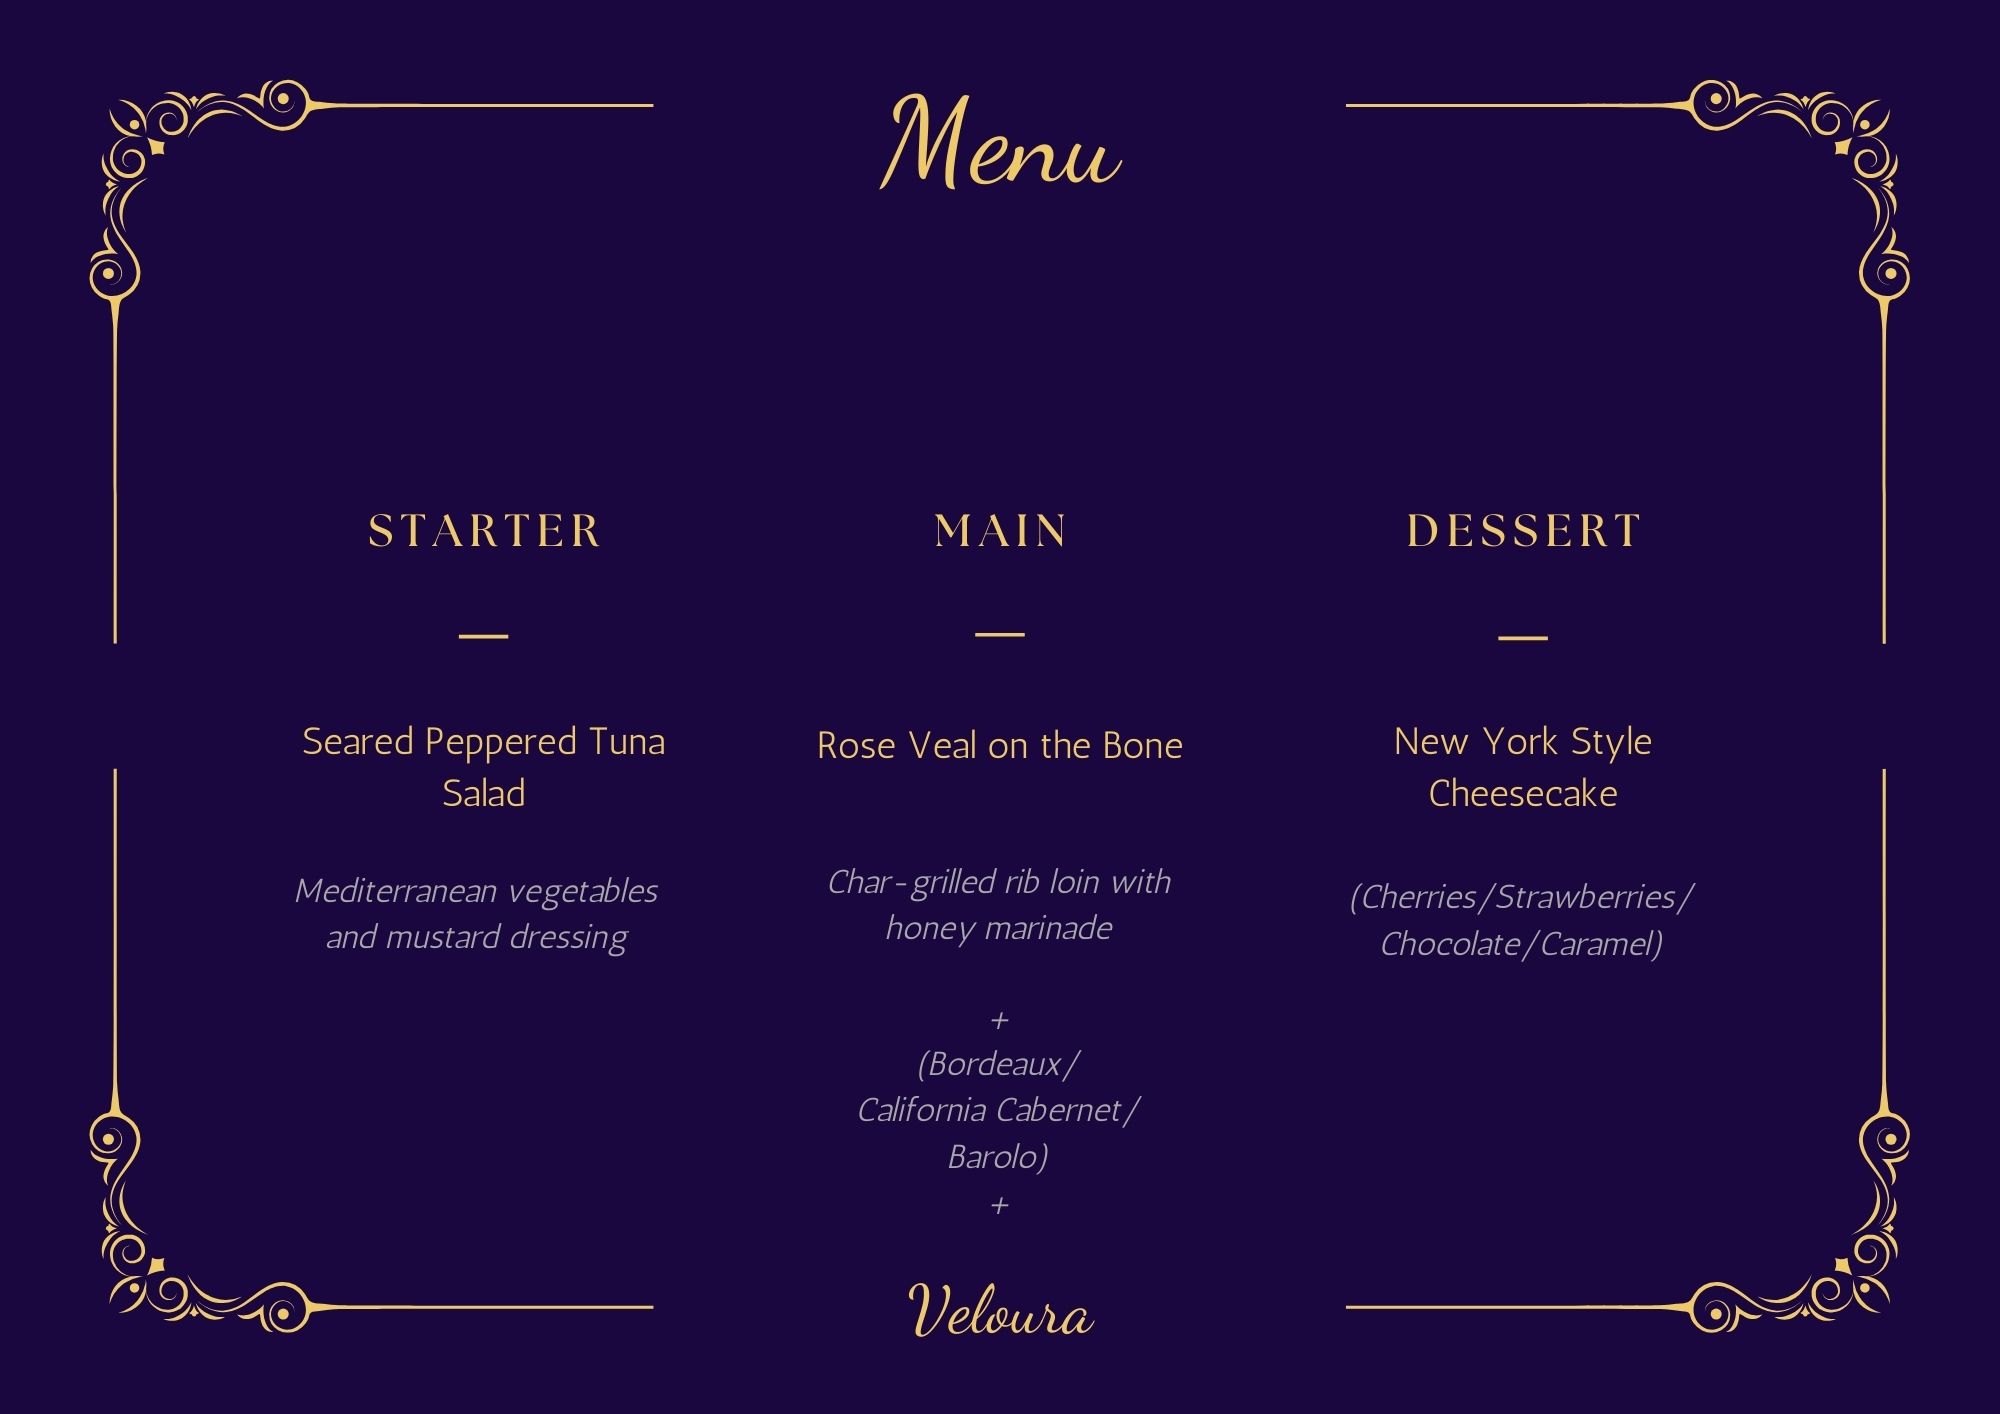 Menu
STARTER
Seared Peppered Tuna
Salad
Mediterranean vegetables
and mustard dressing
MAIN
Rose Veal on the Bone
Char-grilled rib loin with
honey marinade
+
(Bordeaux/
California Cabernet/
Barolo)
+
DESSERT
New York Style
Cheesecake
(Cherries/Strawberries/
Chocolate/Caramel)
Veloura